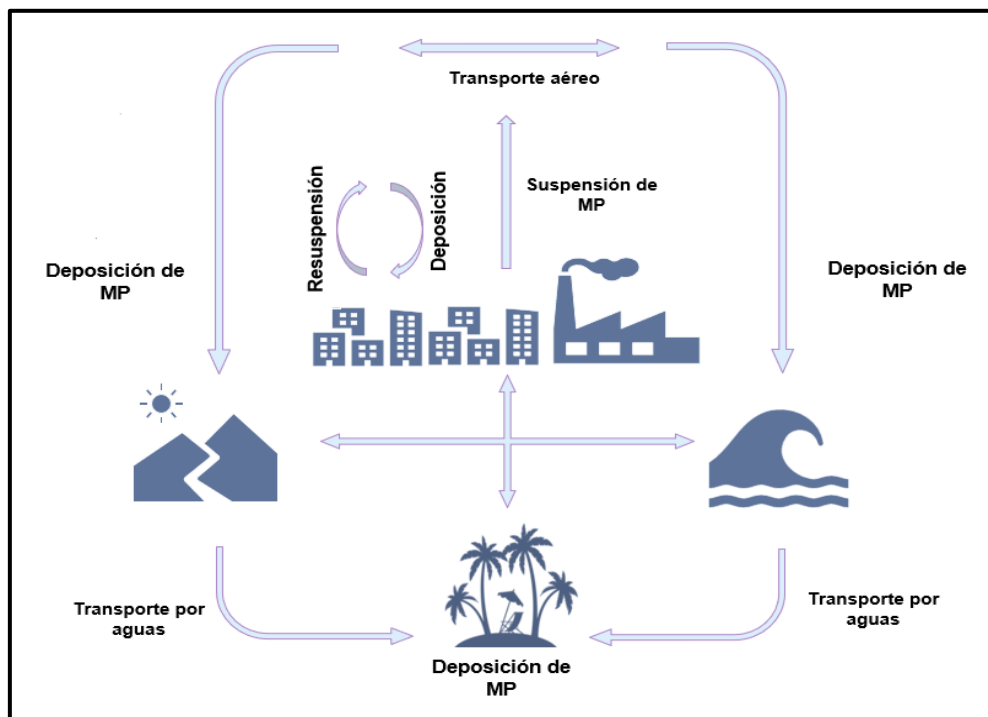 Transporte aéreo
Resuspensión
Deposición
Suspensión de
MP
Deposición de
MP
Deposición de
MP
Transporte por
aguas
Transporte por
aguas
Deposición de
MP